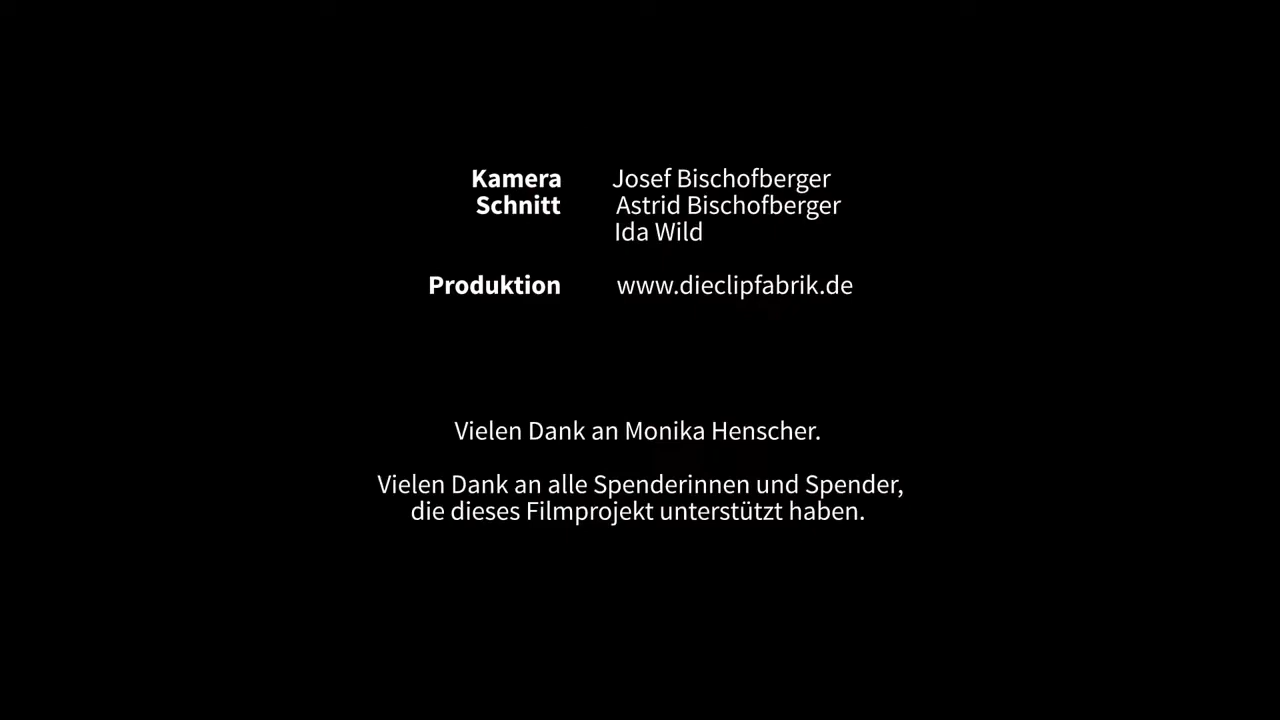 Kamera Josef Bischofberger
Schnitt Astrid Bischofberger
Ida Wild
Produktion www.dieclipfabrik.de
Vielen Dank an Monika Henscher.
Vielen Dank an alle Spenderinnen und Spender,
die dieses Filmprojekt unterstützt haben.